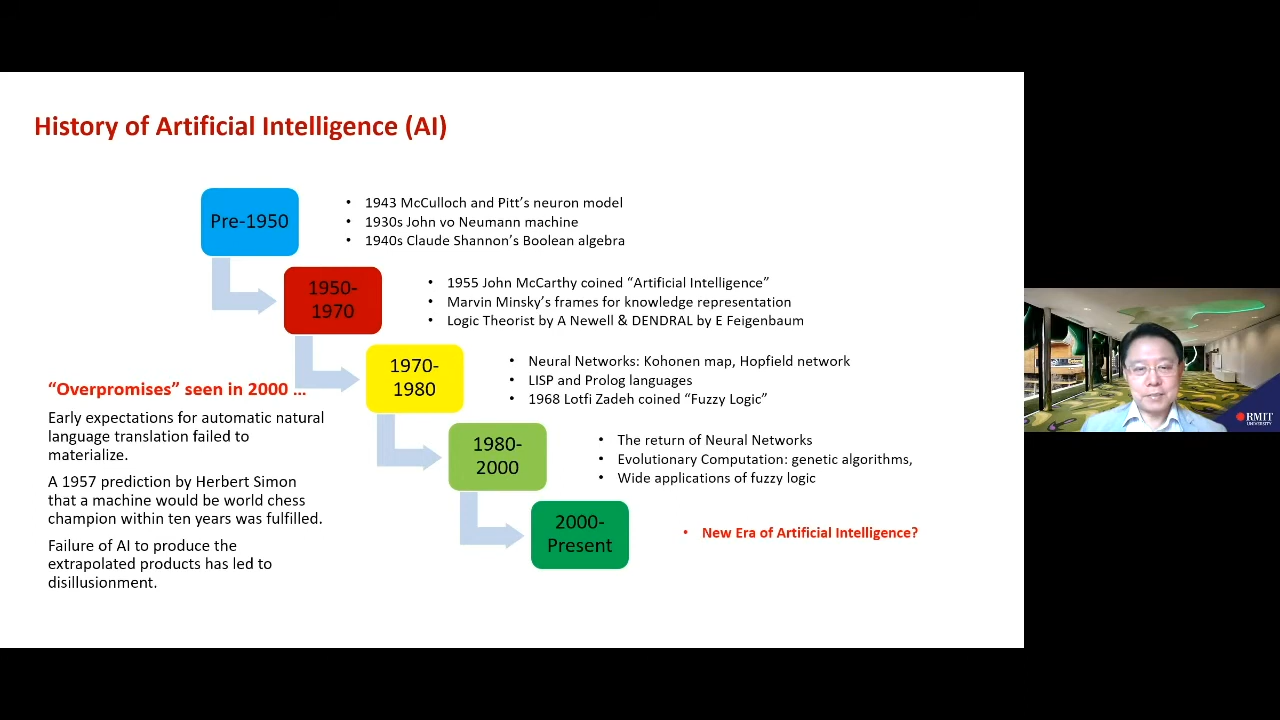 History of Artificial Intelligence (AI)
Pre-1950
• 1943 McCulloch and Pitt’s neuron model
• 1930s John vo Neumann machine
• 1940s Claude Shannon’s Boolean algebra
1950-
1970
• 1955 John McCarthy coined “Artificial Intelligence”
• Marvin Minsky’s frames for knowledge representation
• Logic Theorist by A Newell & DENDRAL by E Feigenbaum
1970-
1980
• Neural Networks: Kohonen map, Hopfield network
• LISP and Prolog languages
• 1968 Lotfi Zadeh coined “Fuzzy Logic”
1980-
2000
• The return of Neural Networks
• Evolutionary Computation: genetic algorithms,
• Wide applications of fuzzy logic
2000-
Present
• New Era of Artificial Intelligence?
“Overpromises” seen in 2000 …
Early expectations for automatic natural
language translation failed to
materialize.
A 1957 prediction by Herbert Simon
that a machine would be world chess
champion within ten years was fulfilled.
Failure of AI to produce the
extrapolated products has led to
disillusionment.
RMIT
UNIVERSITY